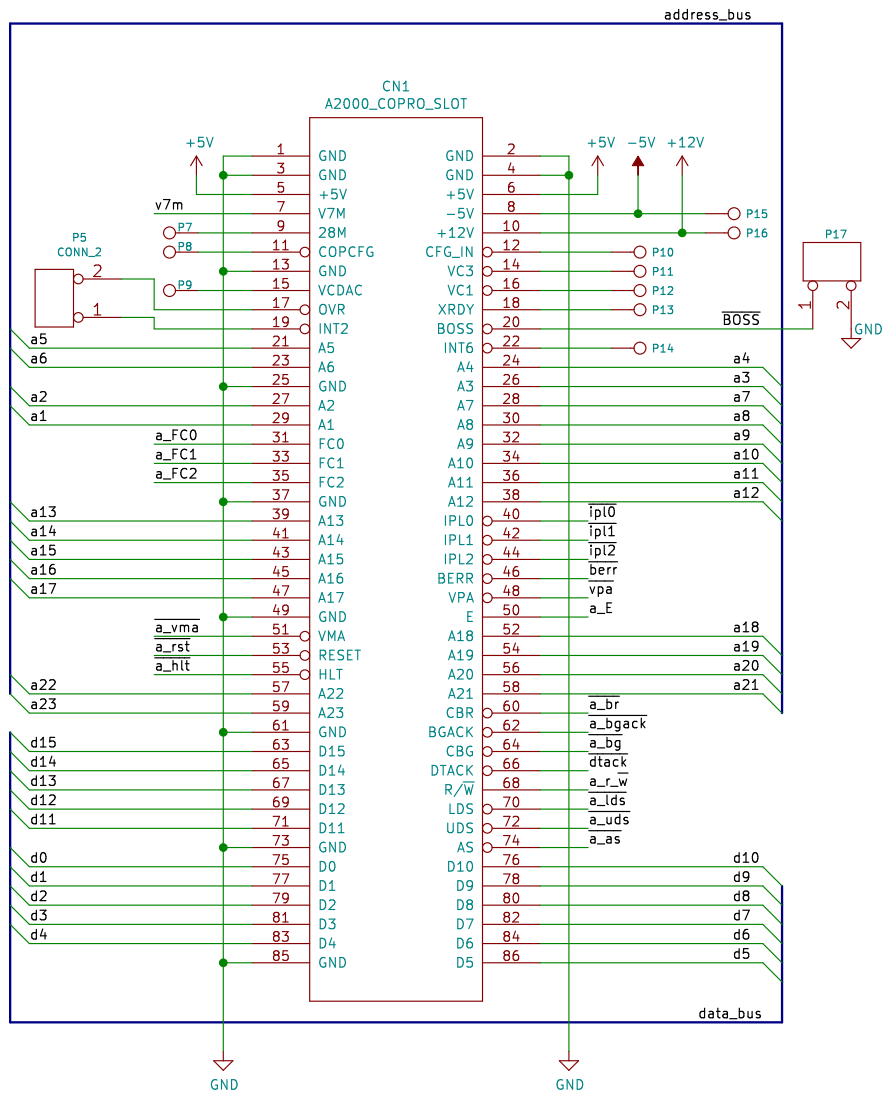 address_bus
CN1
A2000_COPRO_SLOT
+5V +5V -5V +12V
1 GND GND 2
3 GND GND 4
5 +5V +5V 6
v7m 7 V7M -5V 8 P15
P7 9 28M +12V 10 P16 P17
P8 11 COPCFG CFG_IN 12 P10
P5
CONN_2
2 13 GND VC3 14 P11
P9 15 VCDAC VC1 16 P12
1 17 OVR XRDY 18 P13 1 2
19 INT2 BOSS 20 BOSS GND
a5 21 A5 INT6 22 P14
a6 23 A6 A4 24 a4
25 GND A3 26 a3
a2 27 A2 A7 28 a7
a1 29 A1 A8 30 a8
a_FC0 31 FC0 A9 32 a9
a_FC1 33 FC1 A10 34 a10
a_FC2 35 FC2 A11 36 a11
37 GND A12 38 a12
a13 39 A13 IPL0 40 ipl0
a14 41 A14 IPL1 42 ipl1
a15 43 A15 IPL2 44 ipl2
a16 45 A16 BERR 46 berr
a17 47 A17 VPA 48 vpa
49 GND E 50 a_E
a_vma 51 VMA A18 52 a18
a_rst 53 RESET A19 54 a19
a_hlt 55 HLT A20 56 a20
a22 57 A22 A21 58 a21
a23 59 A23 CBR 60 a_br
61 GND BGACK 62 a_bgack
d15 63 D15 CBG 64 a_bg
d14 65 D14 DTACK 66 dtack
d13 67 D13 R/W 68 a_r_w
d12 69 D12 LDS 70 a_lds
d11 71 D11 UDS 72 a_uds
73 GND AS 74 a_as
d0 75 D0 D10 76 d10
d1 77 D1 D9 78 d9
d2 79 D2 D8 80 d8
d3 81 D3 D7 82 d7
d4 83 D4 D6 84 d6
85 GND D5 86 d5
data_bus
GND GND